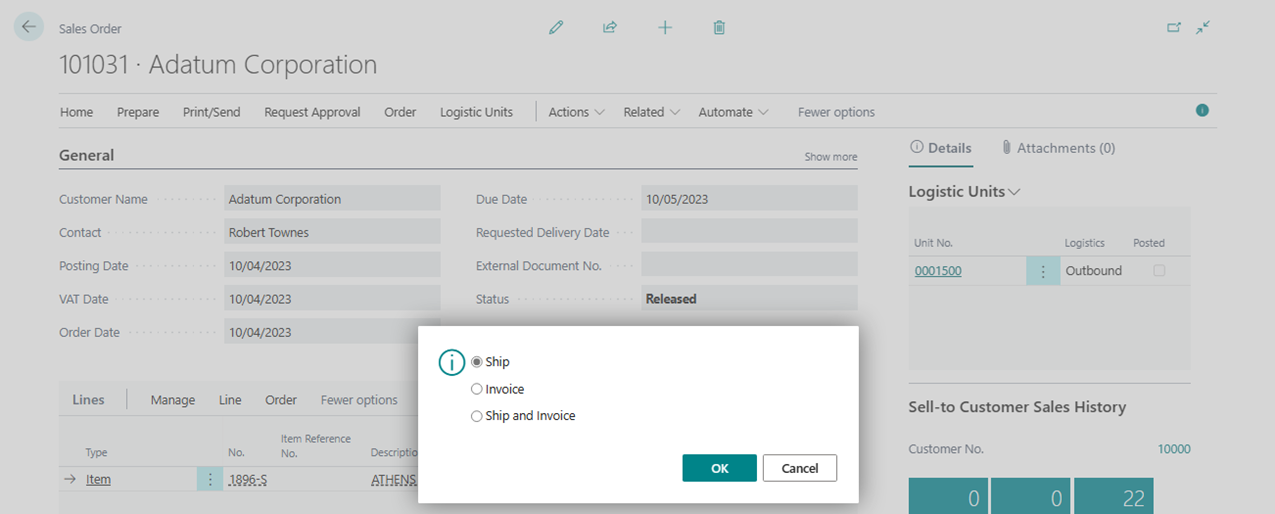 Sales Order
101031 · Adatum Corporation
Home Prepare Print/Send Request Approval Order Logistic Units Actions Related Automate Fewer options
General Show more
Customer Name Adatum Corporation Due Date 10/05/2023
Contact Robert Townes Requested Delivery Date
Posting Date 10/04/2023 External Document No.
VAT Date 10/04/2023 Status Released
Order Date 10/04/2023
Lines Manage Line Order Fewer options
Type No. Item Reference No. Descriptio
Item 1896-S ATHENS
Ship
Invoice
Ship and Invoice
OK Cancel
Details Attachments (0)
Logistic Units
Unit No. Logistics Posted
0001500 Outbound
Sell-to Customer Sales History
Customer No. 10000
0 0 22